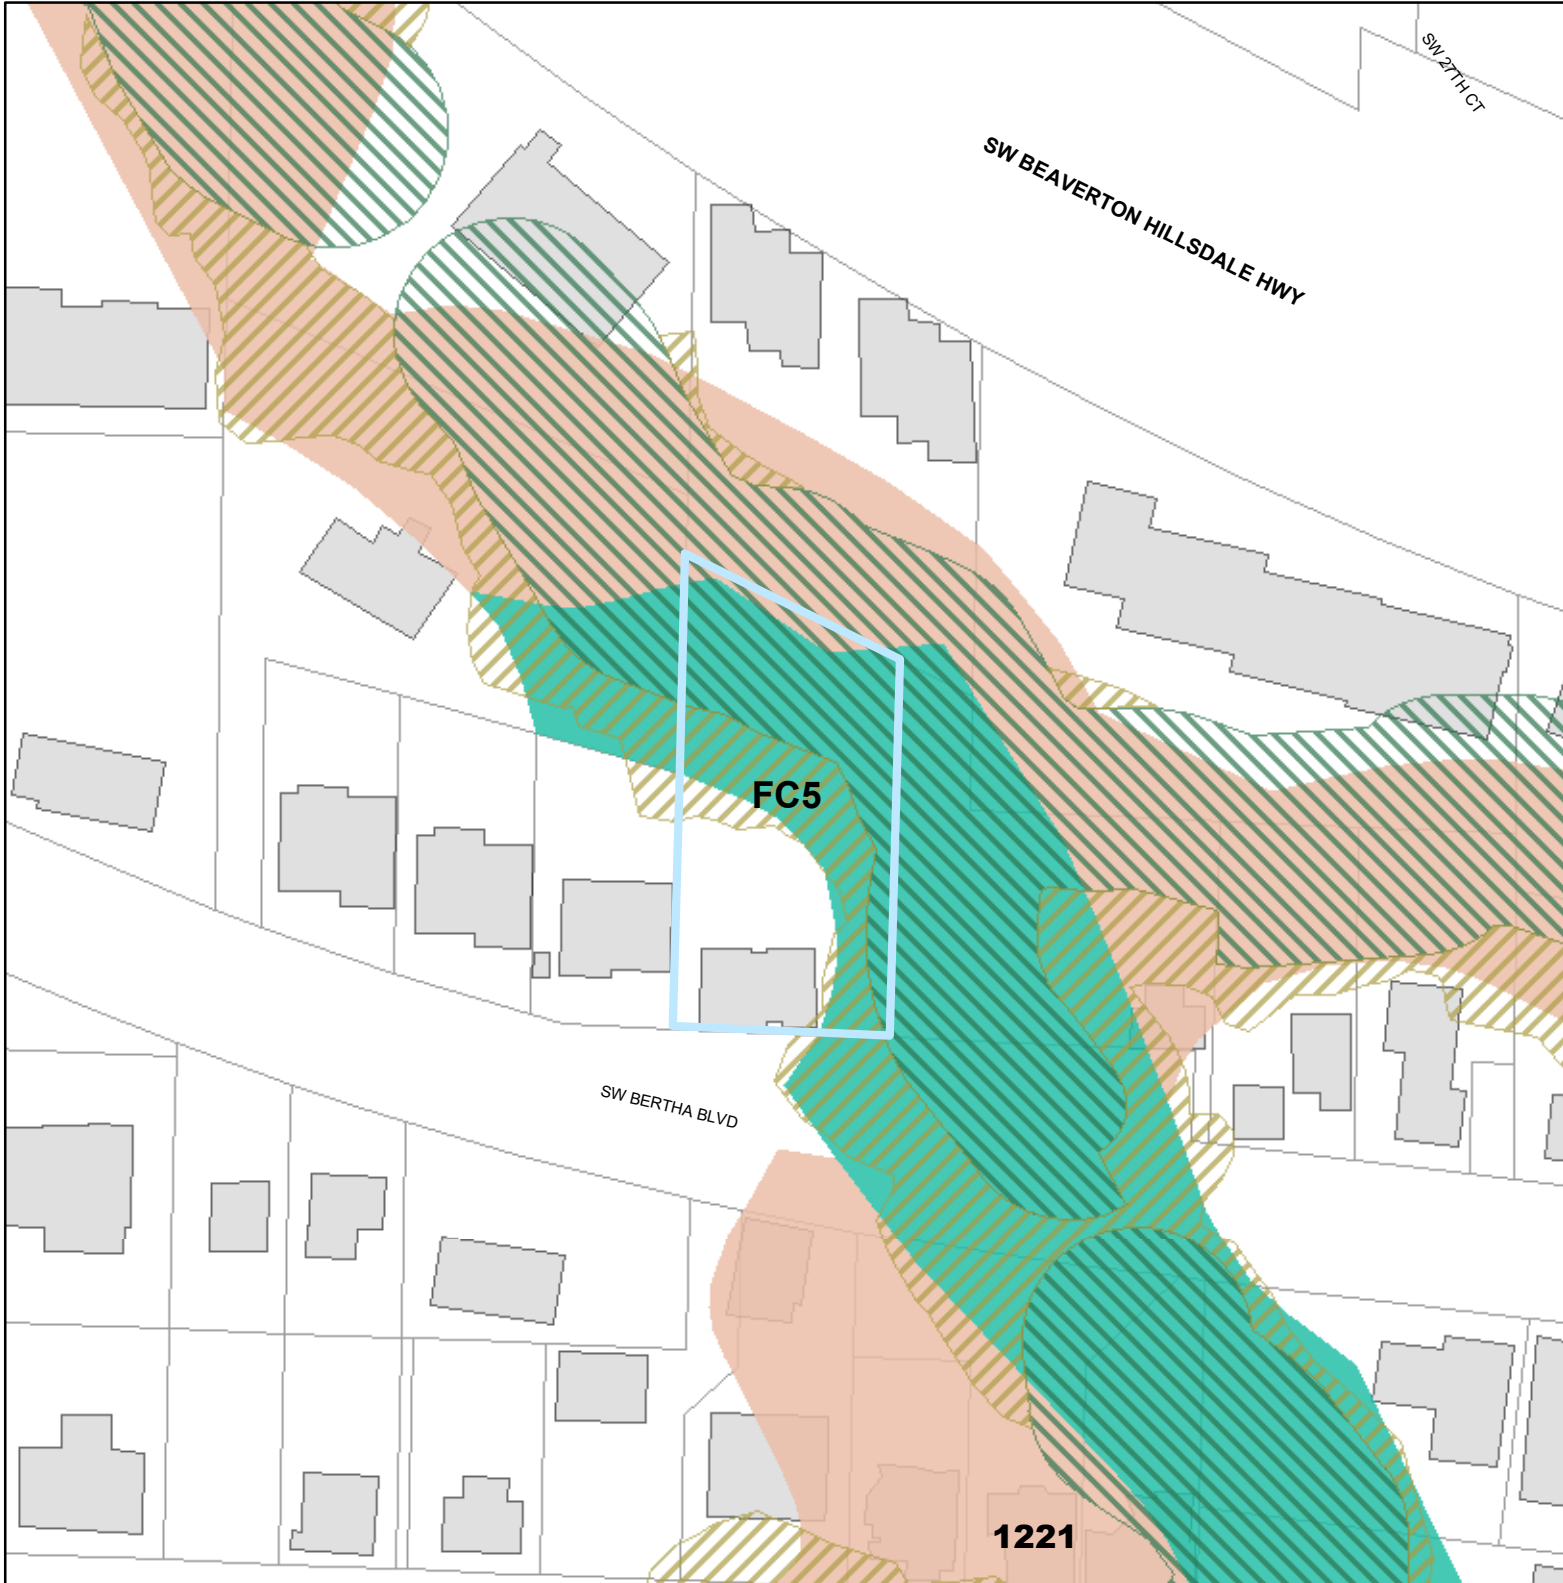 SW 27TH CT
SW BEAVERTON HILLSDALE HWY
FC5
SW BERTHA BLVD
1221